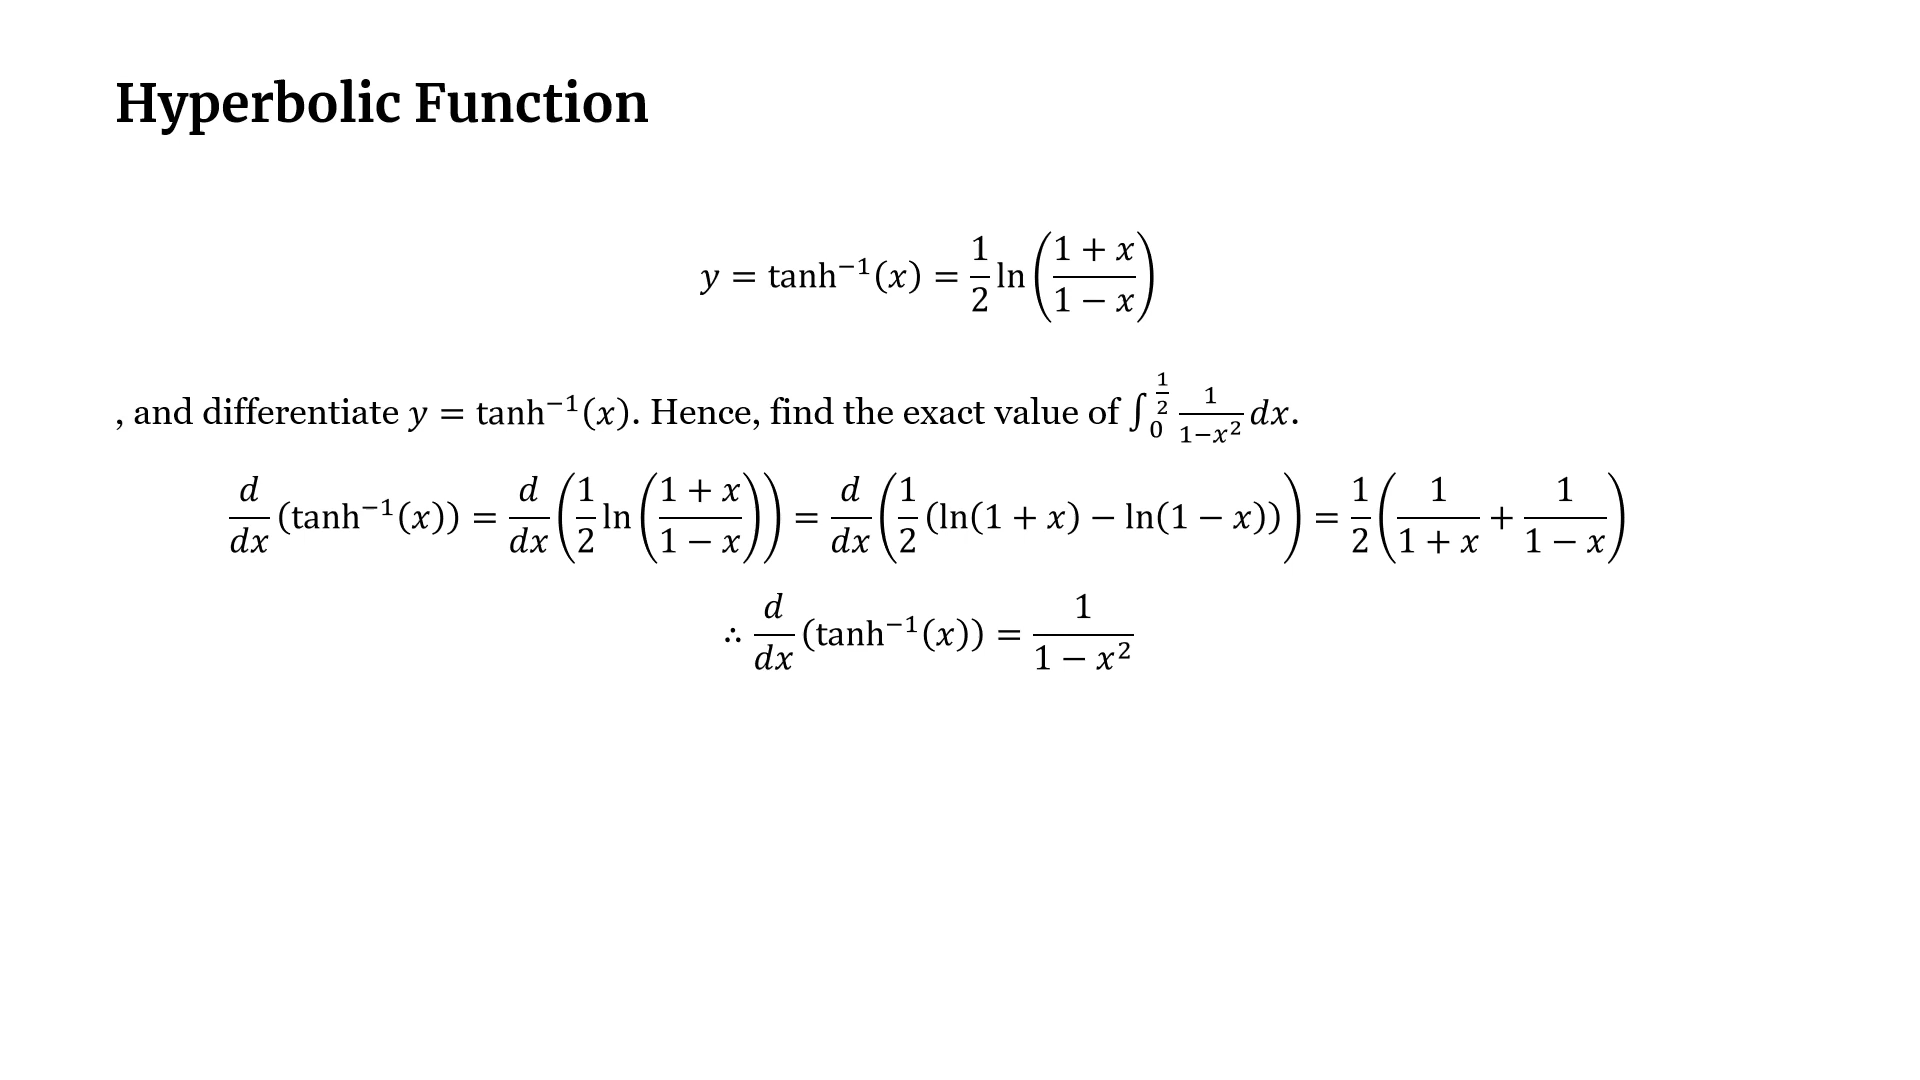 Hyperbolic Function
y = tanh⁻¹(x) = 1/2 ln((1 + x)/(1 − x))
, and differentiate y = tanh⁻¹(x). Hence, find the exact value of ∫₀^(1/2) 1/(1−x²) dx.
d/dx (tanh⁻¹(x)) = d/dx (1/2 ln((1 + x)/(1 − x))) = d/dx (1/2 (ln(1 + x) − ln(1 − x))) = 1/2 (1/(1 + x) + 1/(1 − x))
∴ d/dx (tanh⁻¹(x)) = 1/(1 − x²)